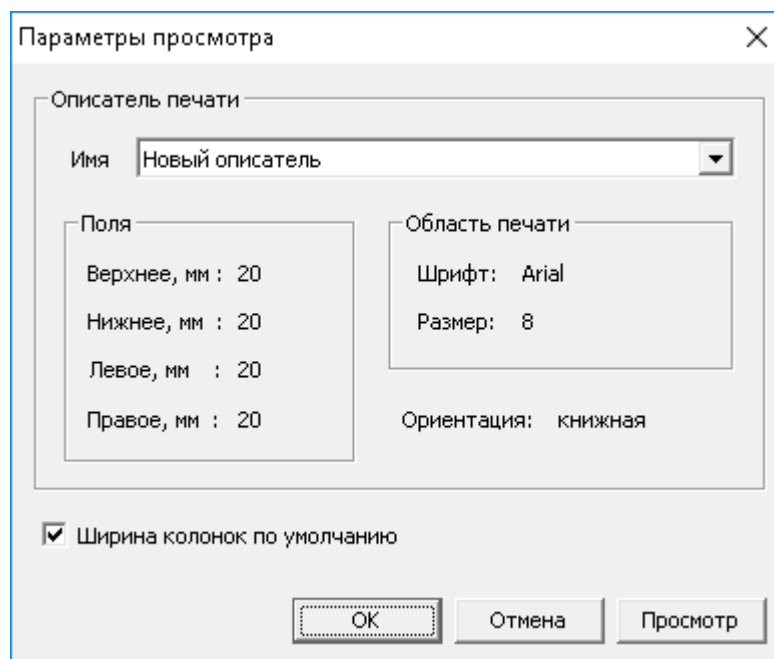 Параметры просмотра
Описатель печати
Имя Новый описатель
Поля
Верхнее, мм : 20
Нижнее, мм : 20
Левое, мм : 20
Правое, мм : 20
Область печати
Шрифт: Arial
Размер: 8
Ориентация: книжная
Ширина колонок по умолчанию
OK Отмена Просмотр